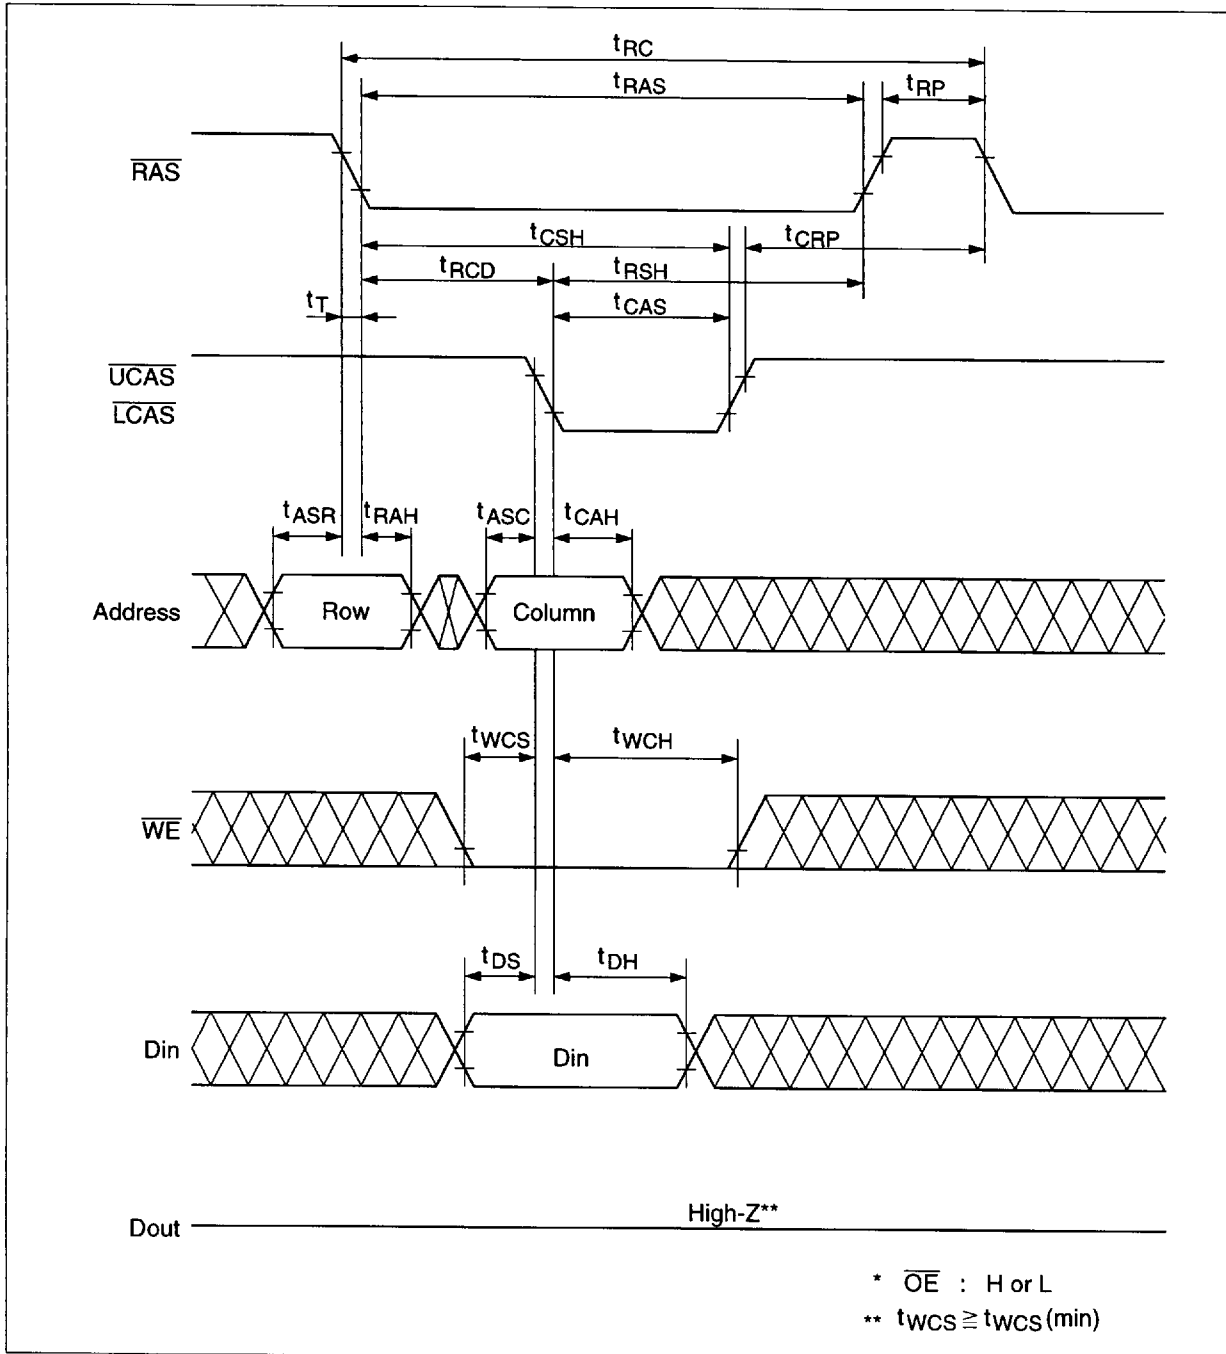 tRC
tRAS
tRP
RAS
tCSH
tCRP
tRCD
tRSH
tT
tCAS
UCAS
LCAS
tASR
tRAH
tASC
tCAH
Address
Row
Column
tWCS
tWCH
WE
tDS
tDH
Din
Din
High-Z**
Dout
* OE : H or L
** tWCS ≧ tWCS (min)